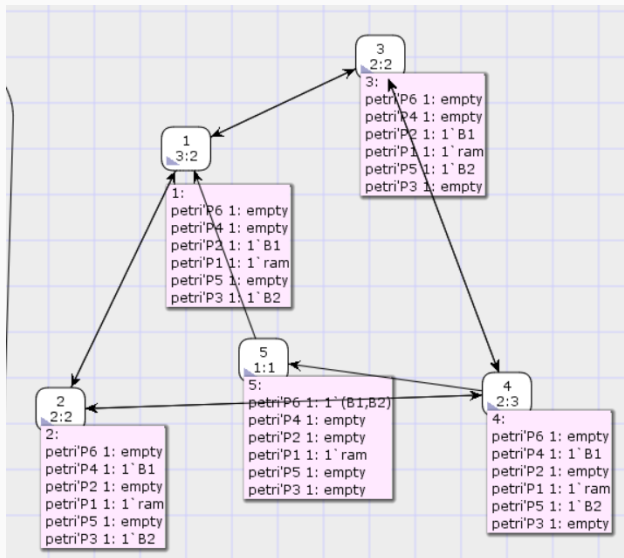 3
2:2
3:
petri'P6 1: empty
petri'P4 1: empty
petri'P2 1: 1`B1
petri'P1 1: 1`ram
petri'P5 1: 1`B2
petri'P3 1: empty
1
3:2
1:
petri'P6 1: empty
petri'P4 1: empty
petri'P2 1: 1`B1
petri'P1 1: 1`ram
petri'P5 1: empty
petri'P3 1: 1`B2
5
1:1
5:
petri'P6 1: 1`(B1,B2)
petri'P4 1: empty
petri'P2 1: empty
petri'P1 1: 1`ram
petri'P5 1: empty
petri'P3 1: empty
2
2:2
2:
petri'P6 1: empty
petri'P4 1: 1`B1
petri'P2 1: empty
petri'P1 1: 1`ram
petri'P5 1: empty
petri'P3 1: 1`B2
4
2:3
4:
petri'P6 1: empty
petri'P4 1: 1`B1
petri'P2 1: empty
petri'P1 1: 1`ram
petri'P5 1: 1`B2
petri'P3 1: empty